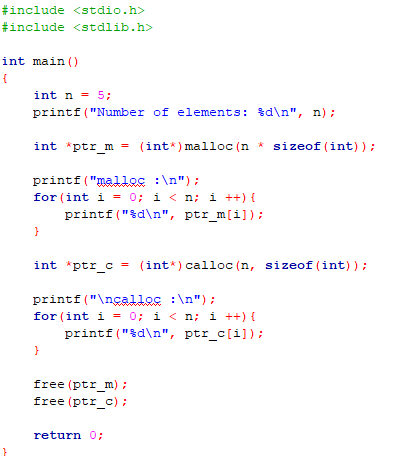 #include <stdio.h>
#include <stdlib.h>
int main()
{
int n = 5;
printf("Number of elements: %d\n", n);
int *ptr_m = (int*)malloc(n * sizeof(int));
printf("malloc :\n");
for(int i = 0; i < n; i ++){
printf("%d\n", ptr_m[i]);
}
int *ptr_c = (int*)calloc(n, sizeof(int));
printf("\ncalloc :\n");
for(int i = 0; i < n; i ++){
printf("%d\n", ptr_c[i]);
}
free(ptr_m);
free(ptr_c);
return 0;
}